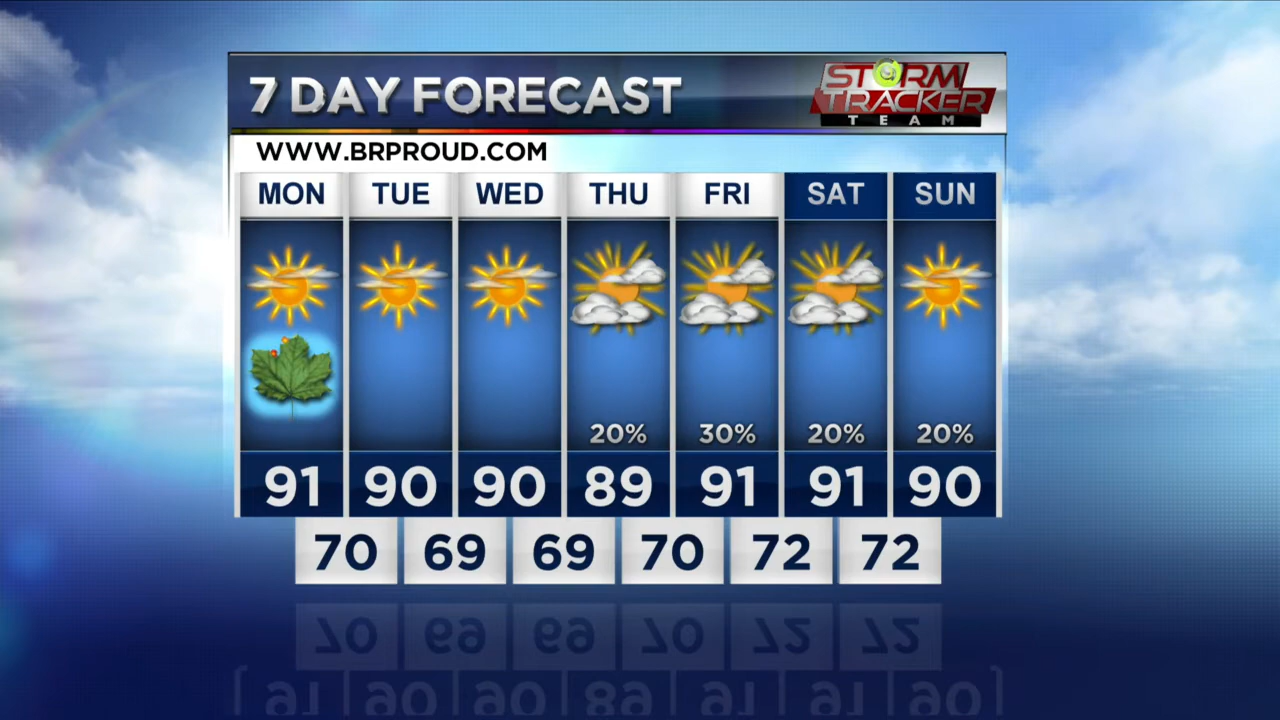 7 DAY FORECAST
STORM
TRACKER
TEAM
WWW.BRPROUD.COM
MON TUE WED THU FRI SAT SUN
20% 30% 20% 20%
91 90 90 89 91 91 90
70 69 69 70 72 72